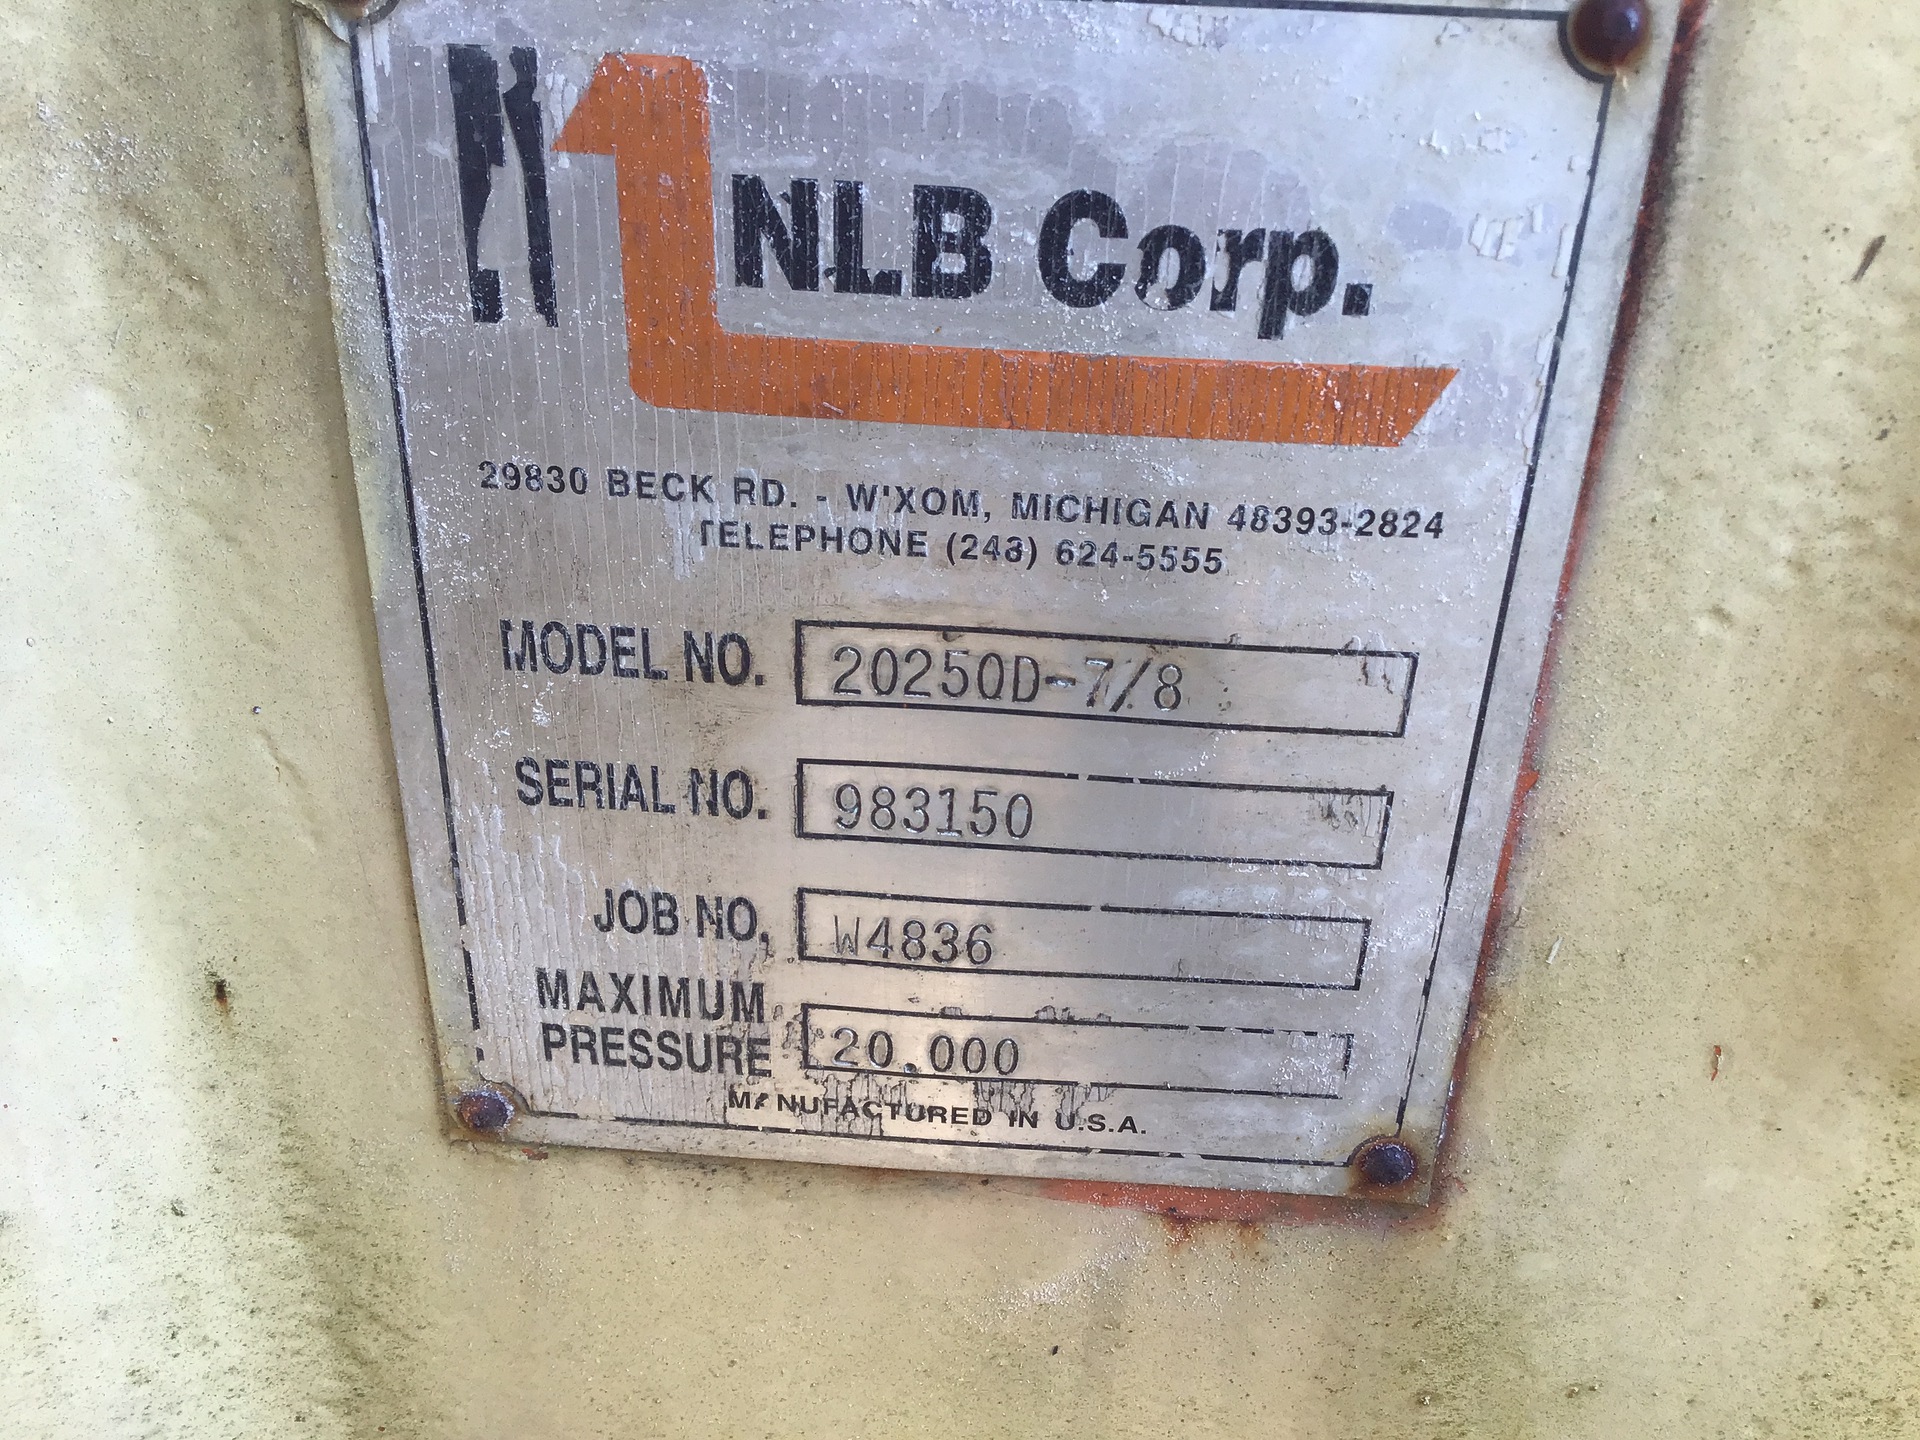 NLB Corp.
29830 BECK RD. - WIXOM, MICHIGAN 48393-2824
TELEPHONE (248) 624-5555
MODEL NO. 20250D-7/8
SERIAL NO. 983150
JOB NO. W4836
MAXIMUM
PRESSURE 20,000
MANUFACTURED IN U.S.A.